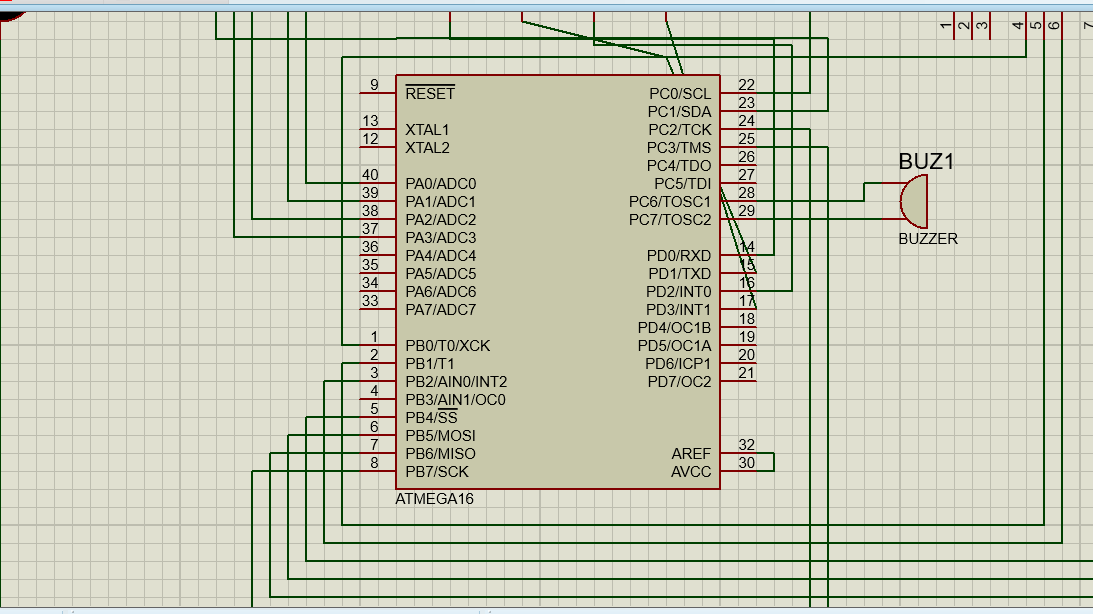 1
2
3
4
5
6
7
9
RESET
13
XTAL1
12
XTAL2
40
PA0/ADC0
39
PA1/ADC1
38
PA2/ADC2
37
PA3/ADC3
36
PA4/ADC4
35
PA5/ADC5
34
PA6/ADC6
33
PA7/ADC7
1
PB0/T0/XCK
2
PB1/T1
3
PB2/AIN0/INT2
4
PB3/AIN1/OC0
5
PB4/SS
6
PB5/MOSI
7
PB6/MISO
8
PB7/SCK
PC0/SCL
22
PC1/SDA
23
PC2/TCK
24
PC3/TMS
25
PC4/TDO
26
PC5/TDI
27
PC6/TOSC1
28
PC7/TOSC2
29
PD0/RXD
14
PD1/TXD
15
PD2/INT0
16
PD3/INT1
17
PD4/OC1B
18
PD5/OC1A
19
PD6/ICP1
20
PD7/OC2
21
AREF
32
AVCC
30
ATMEGA16
BUZ1
BUZZER